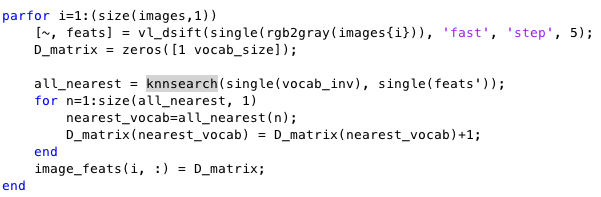 parfor i=1:(size(images,1))
    [~, feats] = vl_dsift(single(rgb2gray(images{i})), 'fast', 'step', 5);
    D_matrix = zeros([1 vocab_size]);
    all_nearest = knnsearch(single(vocab_inv), single(feats'));
    for n=1:size(all_nearest, 1)
        nearest_vocab=all_nearest(n);
        D_matrix(nearest_vocab) = D_matrix(nearest_vocab)+1;
    end
    image_feats(i, :) = D_matrix;
end